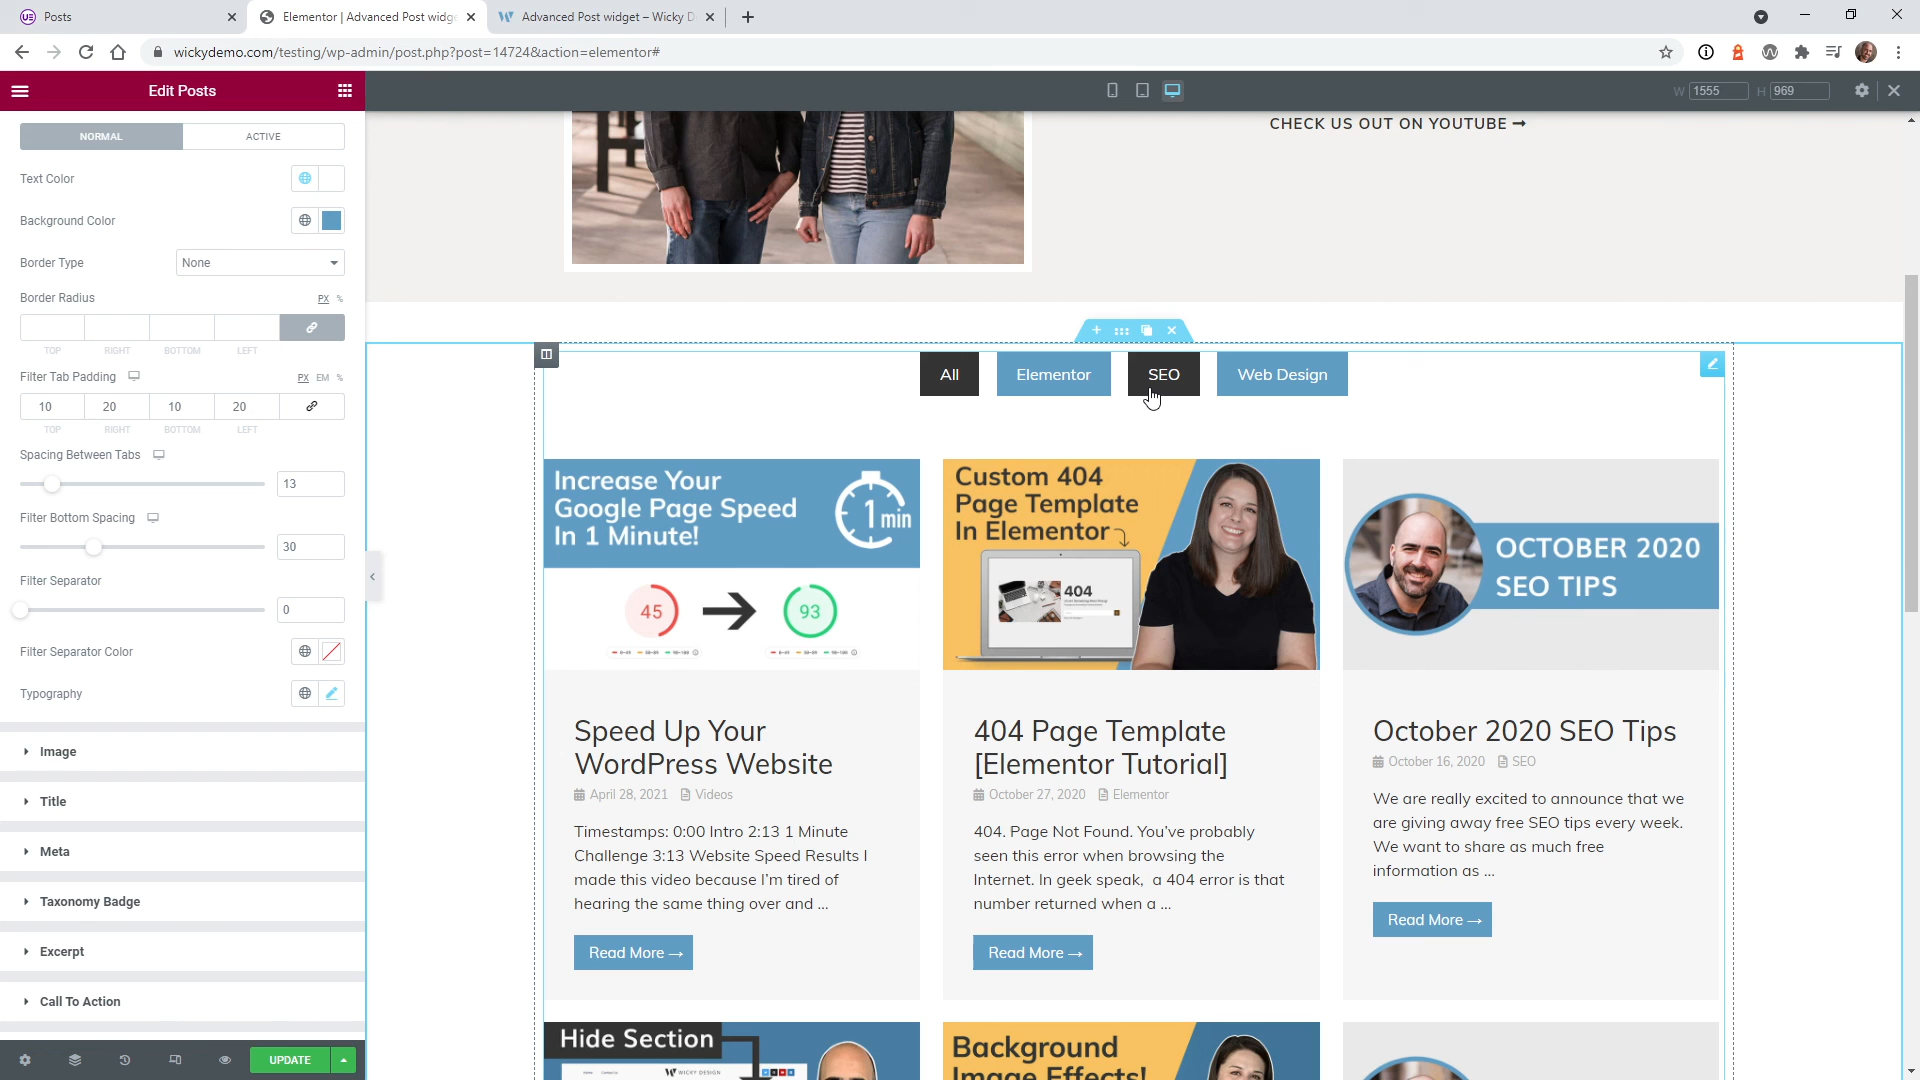 Posts
Elementor | Advanced Post widge
Advanced Post widget – Wicky D
wickydemo.com/testing/wp-admin/post.php?post=14724&action=elementor#
Edit Posts
W 1555 H 969
NORMAL ACTIVE
Text Color
Background Color
Border Type None
Border Radius PX %
TOP RIGHT BOTTOM LEFT
Filter Tab Padding PX EM %
10 20 10 20
TOP RIGHT BOTTOM LEFT
Spacing Between Tabs
13
Filter Bottom Spacing
30
Filter Separator
0
Filter Separator Color
Typography
Image
Title
Meta
Taxonomy Badge
Excerpt
Call To Action
UPDATE
CHECK US OUT ON YOUTUBE ➞
All Elementor SEO Web Design
Increase Your
Google Page Speed
In 1 Minute!
1 min
45 93
Custom 404
Page Template
In Elementor
404
OCTOBER 2020
SEO TIPS
Speed Up Your
WordPress Website
April 28, 2021 Videos
Timestamps: 0:00 Intro 2:13 1 Minute
Challenge 3:13 Website Speed Results I
made this video because I'm tired of
hearing the same thing over and ...
Read More →
404 Page Template
[Elementor Tutorial]
October 27, 2020 Elementor
404. Page Not Found. You've probably
seen this error when browsing the
Internet. In geek speak, a 404 error is that
number returned when a ...
Read More →
October 2020 SEO Tips
October 16, 2020 SEO
We are really excited to announce that we
are giving away free SEO tips every week.
We want to share as much free
information as ...
Read More →
Hide Section
WICKY DESIGN
Background
Image Effects!